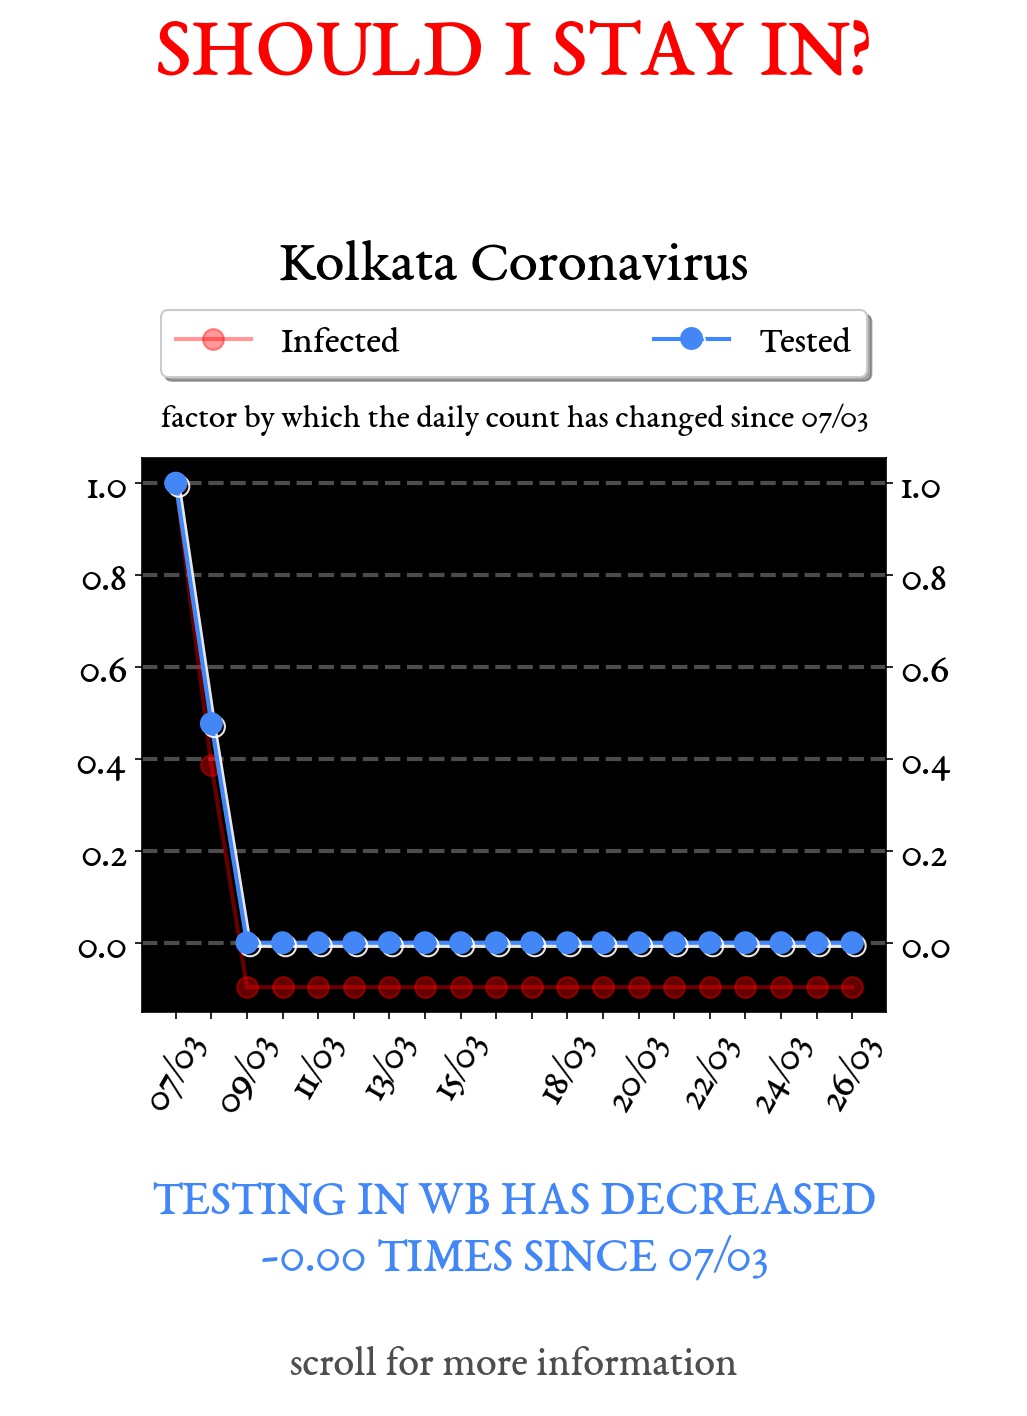 SHOULD I STAY IN?
Kolkata Coronavirus
Infected Tested
factor by which the daily count has changed since 07/03
1.0 1.0
0.8 0.8
0.6 0.6
0.4 0.4
0.2 0.2
0.0 0.0
07/03 09/03 11/03 13/03 15/03 18/03 20/03 22/03 24/03 26/03
TESTING IN WB HAS DECREASED
-0.00 TIMES SINCE 07/03
scroll for more information